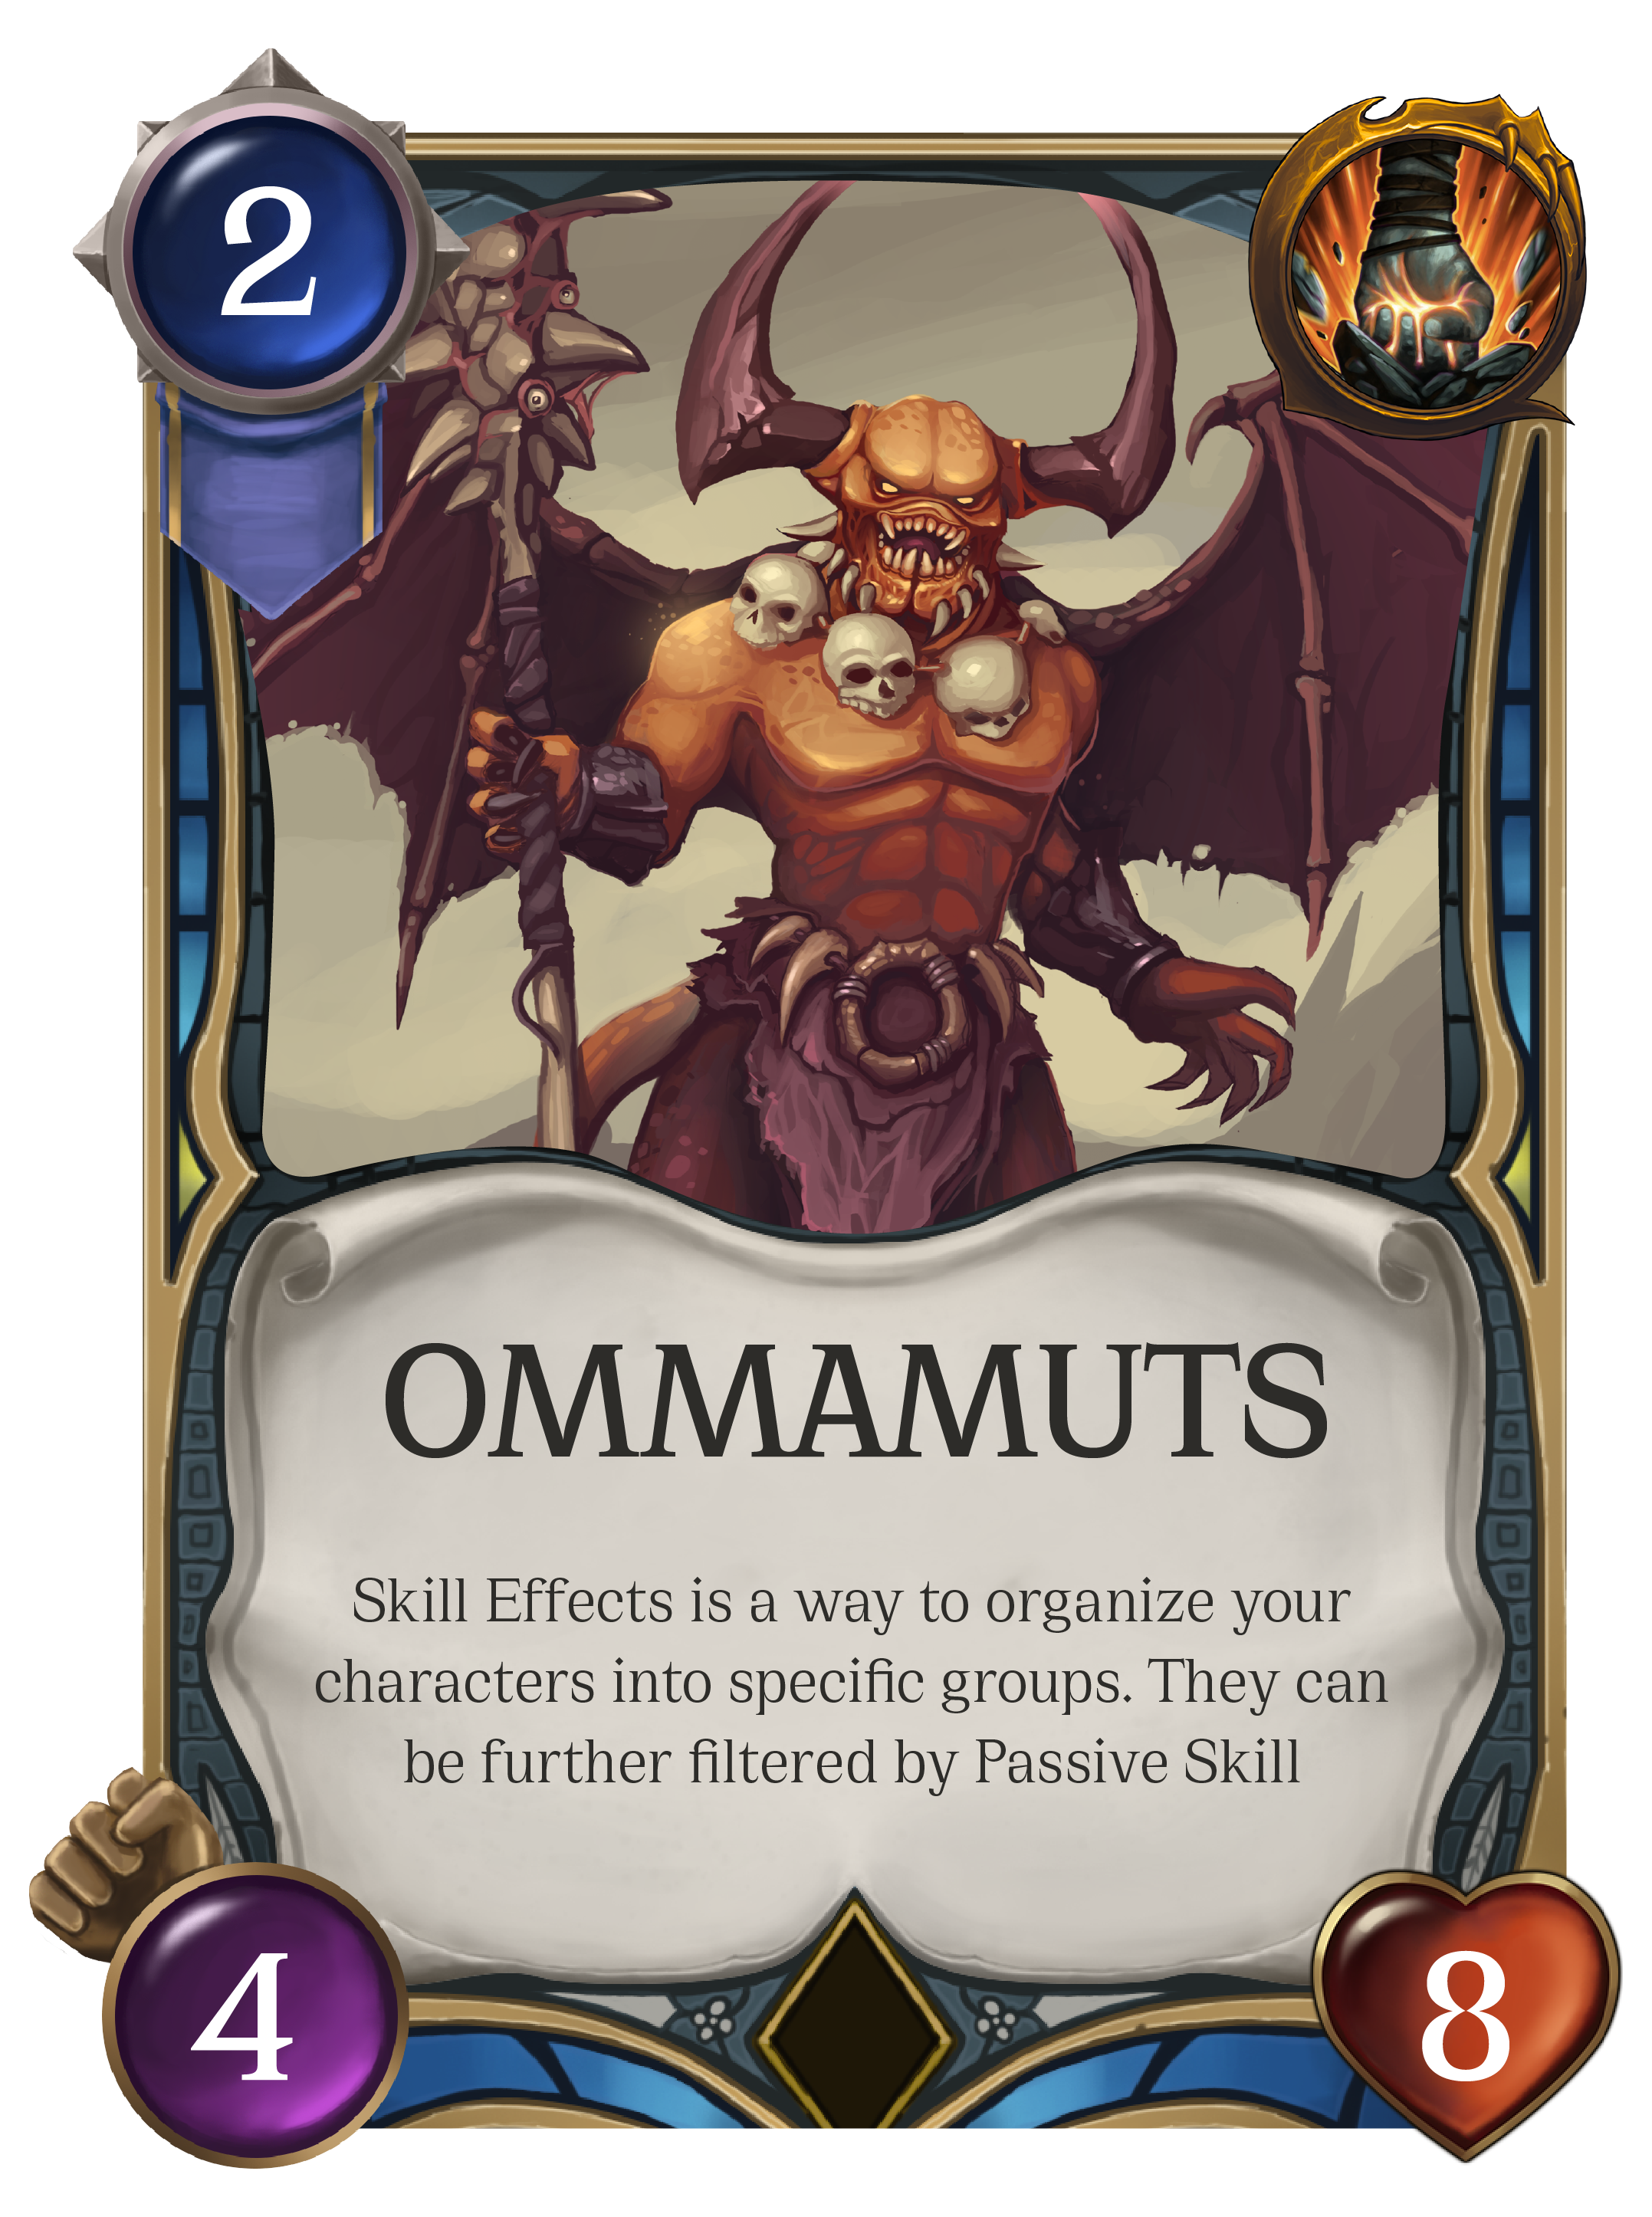 2
OMMAMUTS
Skill Effects is a way to organize your
characters into specific groups. They can
be further filtered by Passive Skill
4
8